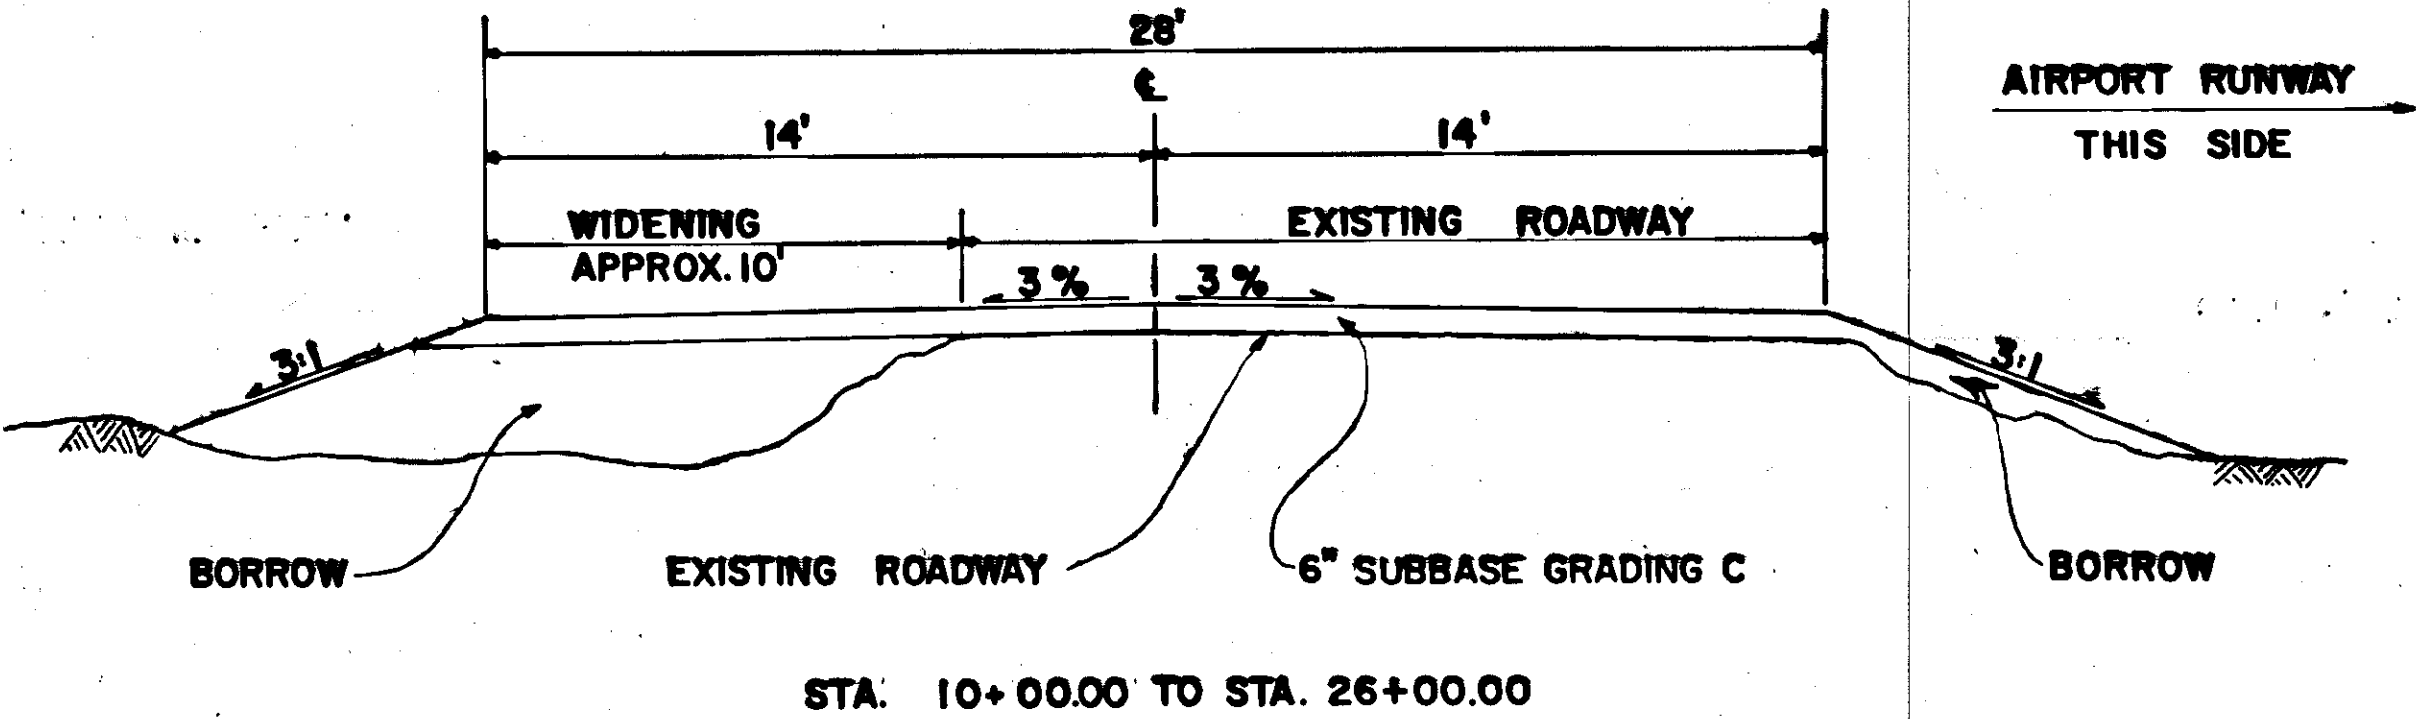 28'
℄
AIRPORT RUNWAY
THIS SIDE
14'
14'
WIDENING
APPROX. 10'
EXISTING ROADWAY
3 %
3 %
3:1
3:1
BORROW
EXISTING ROADWAY
6" SUBBASE GRADING C
BORROW
STA. 10+00.00 TO STA. 26+00.00